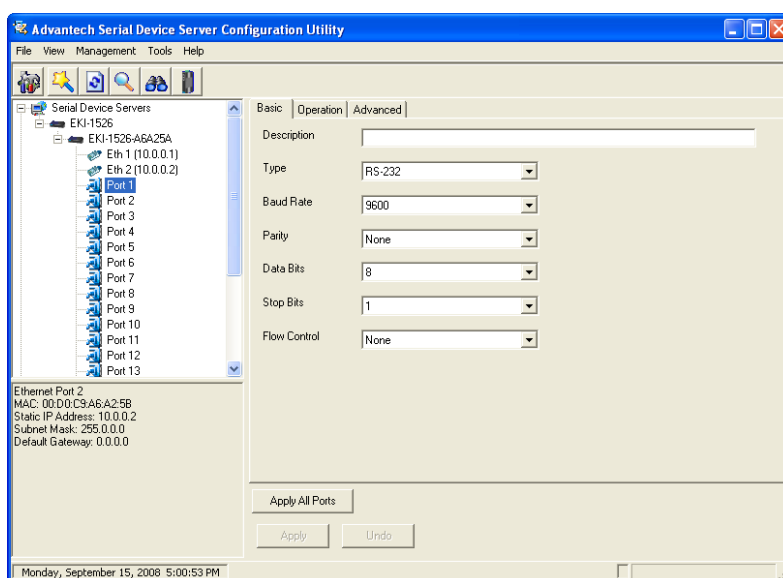 Advantech Serial Device Server Configuration Utility
File View Management Tools Help
Serial Device Servers
EKI-1526
EKI-1526-A6A25A
Eth 1 (10.0.0.1)
Eth 2 (10.0.0.2)
Port 1
Port 2
Port 3
Port 4
Port 5
Port 6
Port 7
Port 8
Port 9
Port 10
Port 11
Port 12
Port 13
Ethernet Port 2
MAC: 00:D0:C9:A6:A2:5B
Static IP Address: 10.0.0.2
Subnet Mask: 255.0.0.0
Default Gateway: 0.0.0.0
Basic Operation Advanced
Description
Type RS-232
Baud Rate 9600
Parity None
Data Bits 8
Stop Bits 1
Flow Control None
Apply All Ports
Apply Undo
Monday, September 15, 2008 5:00:53 PM